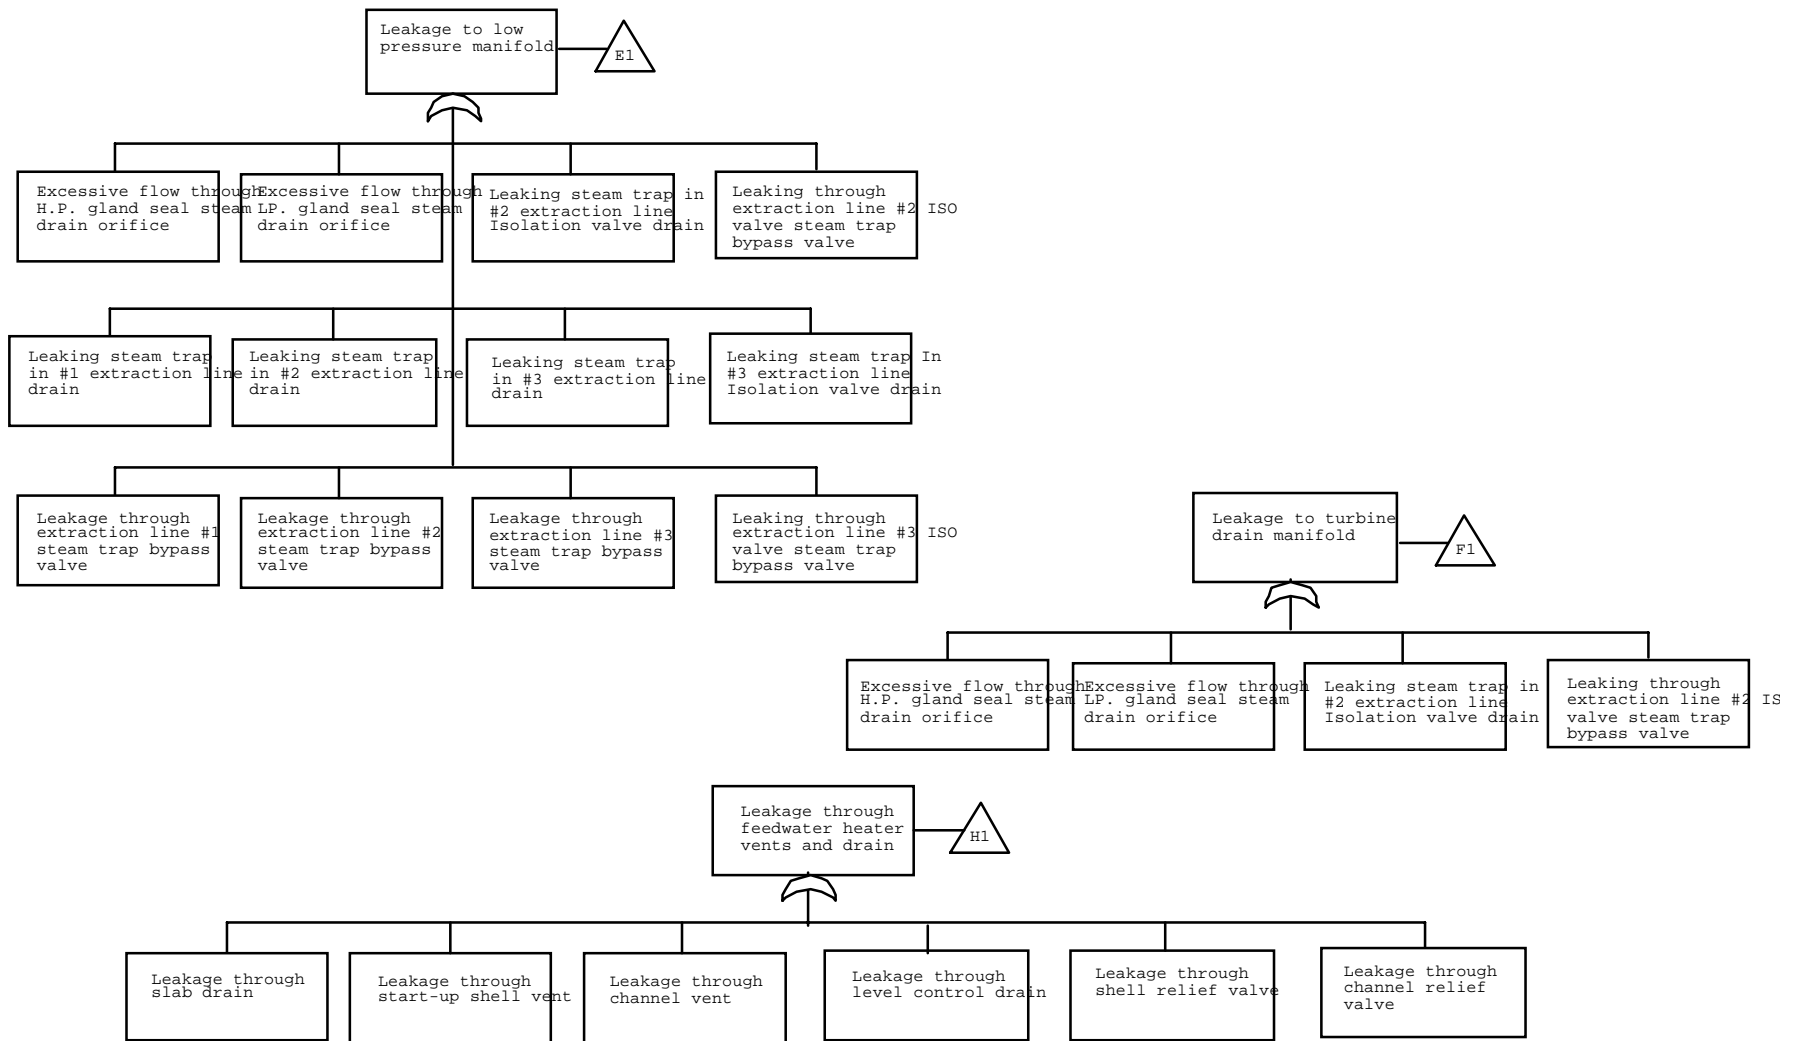 Leakage to low
pressure manifold
E1
Excessive flow through
H.P. gland seal steam
drain orifice
Excessive flow through
LP. gland seal steam
drain orifice
Leaking steam trap in
#2 extraction line
Isolation valve drain
Leaking through
extraction line #2 ISO
valve steam trap
bypass valve
Leaking steam trap
in #1 extraction line
drain
Leaking steam trap
in #2 extraction line
drain
Leaking steam trap
in #3 extraction line
drain
Leaking steam trap In
#3 extraction line
Isolation valve drain
Leakage through
extraction line #1
steam trap bypass
valve
Leakage through
extraction line #2
steam trap bypass
valve
Leakage through
extraction line #3
steam trap bypass
valve
Leaking through
extraction line #3 ISO
valve steam trap
bypass valve
Leakage to turbine
drain manifold
F1
Excessive flow through
H.P. gland seal steam
drain orifice
Excessive flow through
LP. gland seal steam
drain orifice
Leaking steam trap in
#2 extraction line
Isolation valve drain
Leaking through
extraction line #2 IS
valve steam trap
bypass valve
Leakage through
feedwater heater
vents and drain
H1
Leakage through
slab drain
Leakage through
start-up shell vent
Leakage through
channel vent
Leakage through
level control drain
Leakage through
shell relief valve
Leakage through
channel relief
valve